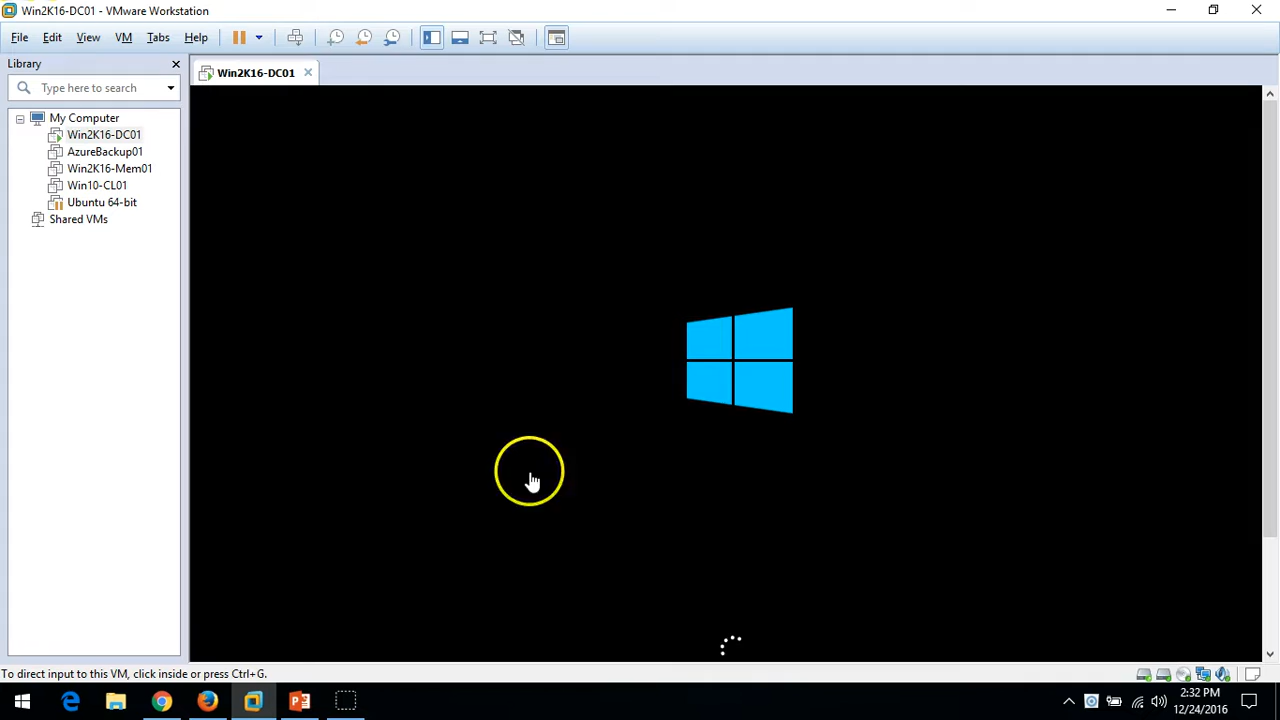 Win2K16-DC01 - VMware Workstation
File Edit View VM Tabs Help
Library
Win2K16-DC01
Type here to search
My Computer
Win2K16-DC01
AzureBackup01
Win2K16-Mem01
Win10-CL01
Ubuntu 64-bit
Shared VMs
To direct input to this VM, click inside or press Ctrl+G.
2:32 PM
12/24/2016